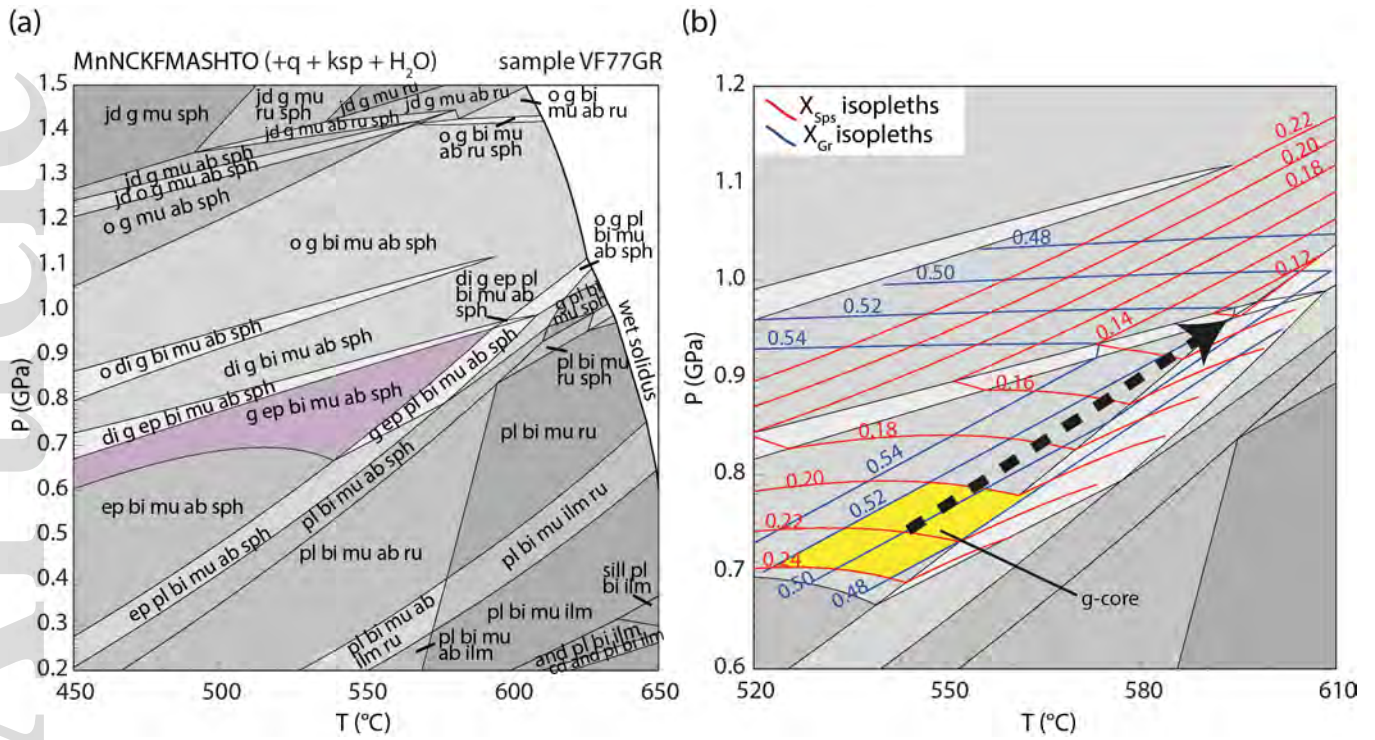 (a)
MnNCKFMASHTO (+q + ksp + H2O)
sample VF77GR
1.5
1.4
1.3
1.2
1.1
1.0
0.9
0.8
0.7
0.6
0.5
0.4
0.3
0.2
P (GPa)
jd g mu sph
jd g mu
ru sph
jd g mu ru
jd g mu ab ru
o g bi
mu ab ru
jd g mu ab ru sph
o g bi mu
ab ru sph
jd g mu ab sph
jd o g mu ab sph
o g mu ab sph
o g bi mu ab sph
o g pl
bi mu
ab sph
di g ep pl
bi mu ab
sph
g pl bi
mu sph
wet solidus
o di g bi mu ab sph
di g bi mu ab sph
di g ep bi mu ab sph
g ep bi mu ab sph
g ep pl bi mu ab sph
pl bi mu
ru sph
pl bi mu ru
ep bi mu ab sph
pl bi mu ab sph
ep pl bi mu ab sph
pl bi mu ab ru
pl bi mu ilm ru
sill pl
bi ilm
pl bi mu ilm
pl bi mu ab
ilm ru
pl bi mu
ab ilm
and pl bi ilm
cd and pl bi ilm
450
500
550
600
650
T (°C)
(b)
XSps isopleths
XGr isopleths
1.2
1.1
1.0
0.9
0.8
0.7
0.6
P (GPa)
0.22
0.20
0.18
0.48
0.50
0.12
0.52
0.14
0.54
0.16
0.18
0.54
0.20
0.52
0.22
0.24
0.50
0.48
g-core
520
550
580
610
T (°C)